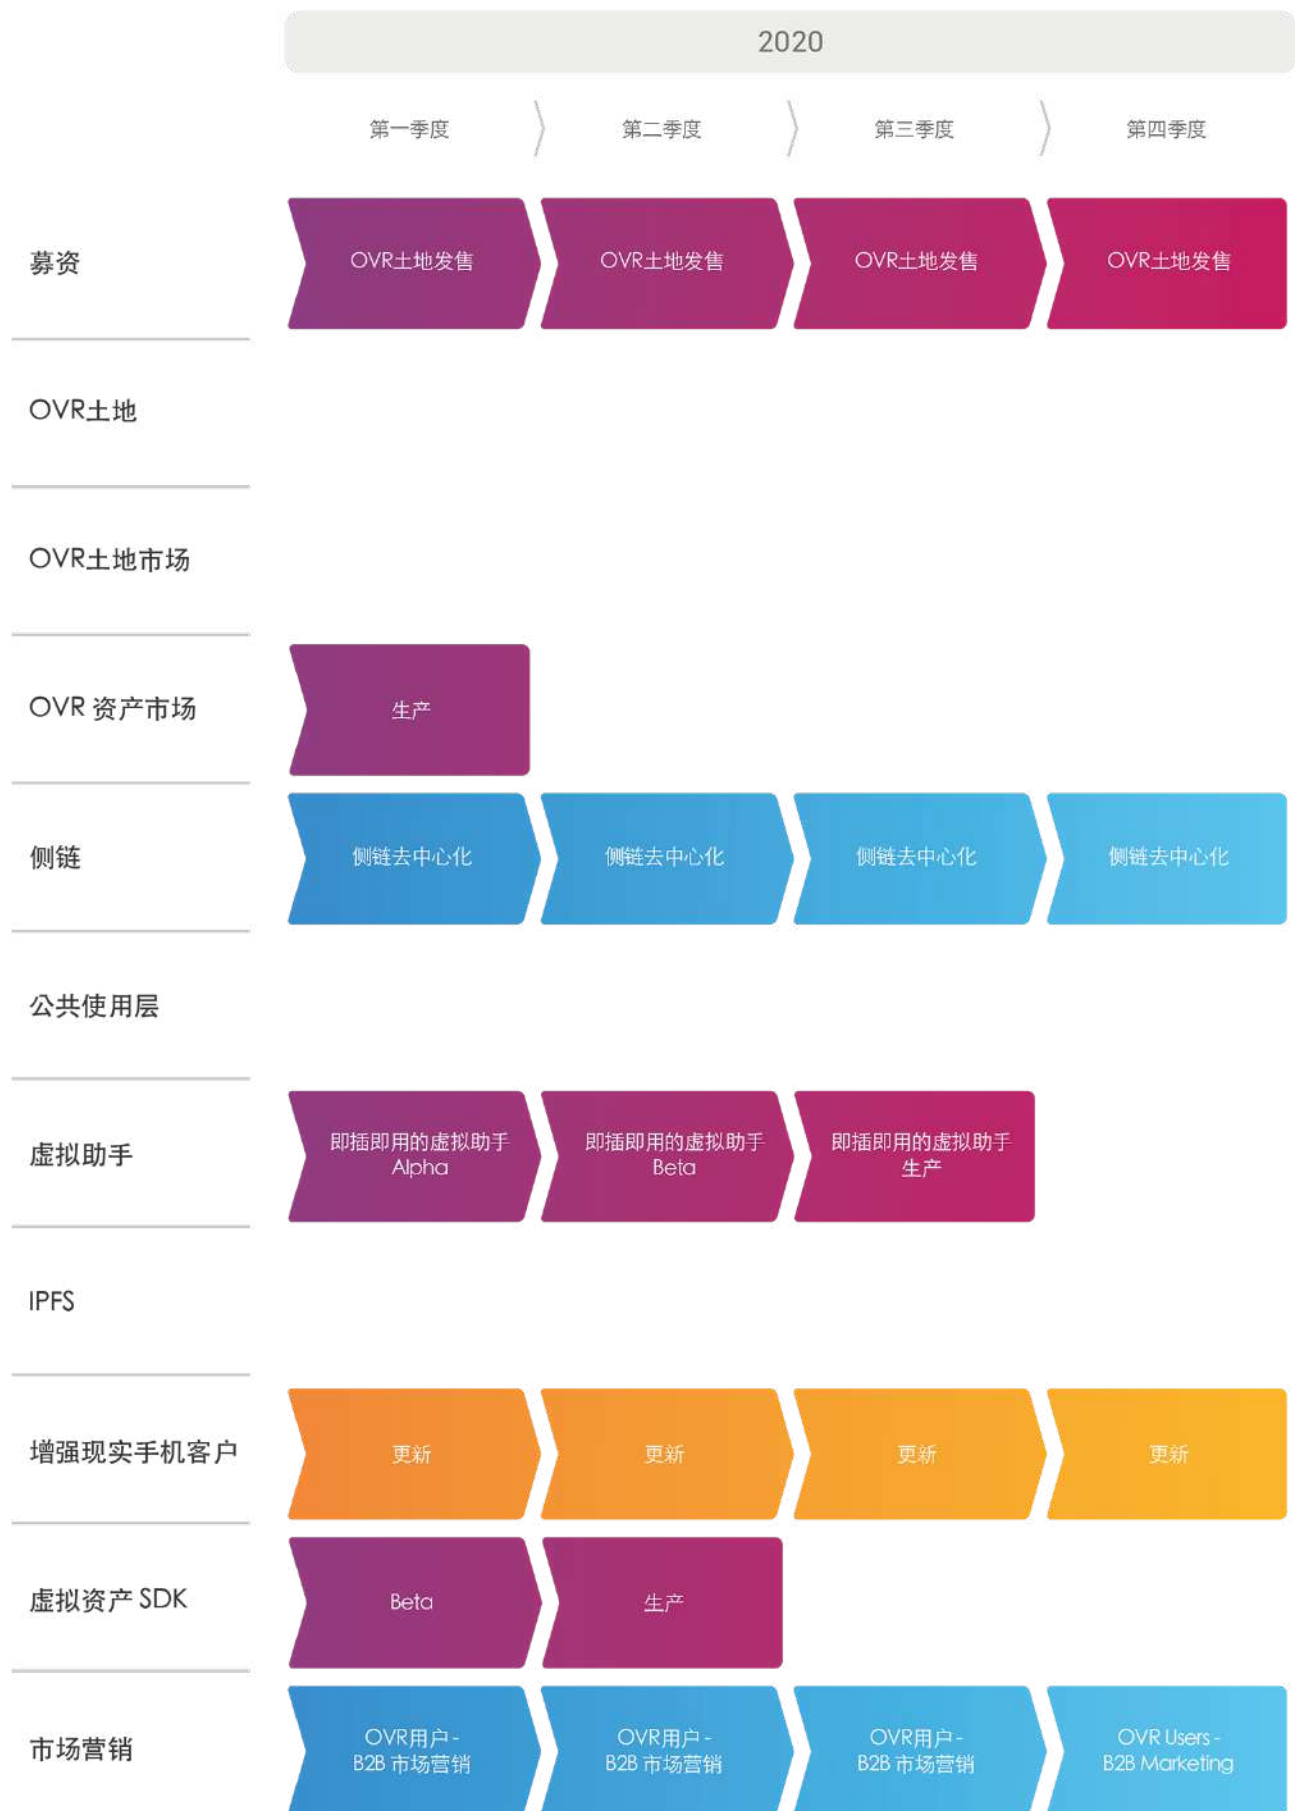 2020
第一季度
第二季度
第三季度
第四季度
募资
OVR土地发售
OVR土地发售
OVR土地发售
OVR土地发售
OVR土地
OVR土地市场
OVR 资产市场
生产
侧链
侧链去中心化
侧链去中心化
侧链去中心化
侧链去中心化
公共使用层
虚拟助手
即插即用的虚拟助手
Alpha
即插即用的虚拟助手
Beta
即插即用的虚拟助手
生产
IPFS
增强现实手机客户
更新
更新
更新
更新
虚拟资产 SDK
Beta
生产
市场营销
OVR用户 -
B2B 市场营销
OVR用户 -
B2B 市场营销
OVR用户 -
B2B 市场营销
OVR Users -
B2B Marketing